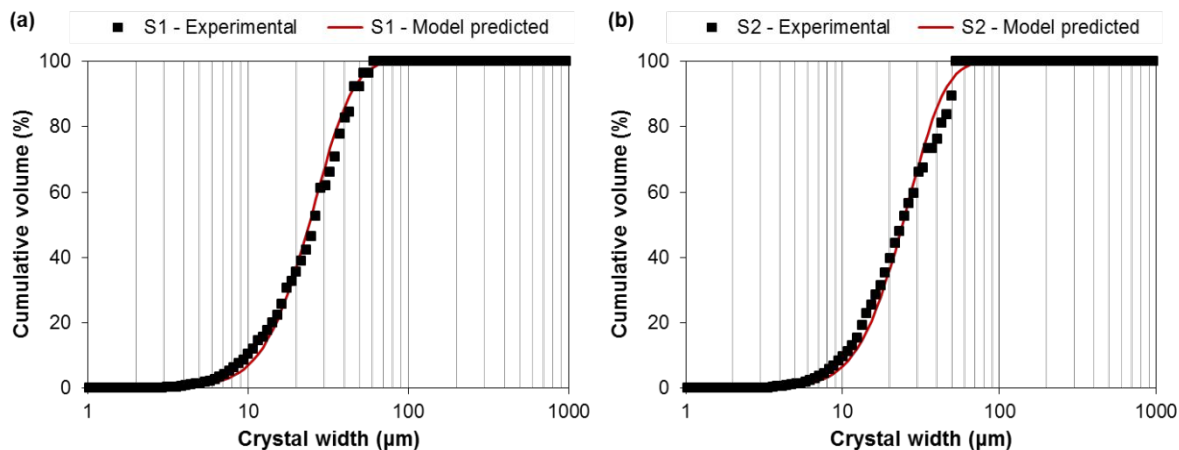 (a)
S1 - Experimental
S1 - Model predicted
100
80
60
40
20
0
Cumulative volume (%)
1
10
100
1000
Crystal width (µm)
(b)
S2 - Experimental
S2 - Model predicted
100
80
60
40
20
0
Cumulative volume (%)
1
10
100
1000
Crystal width (µm)